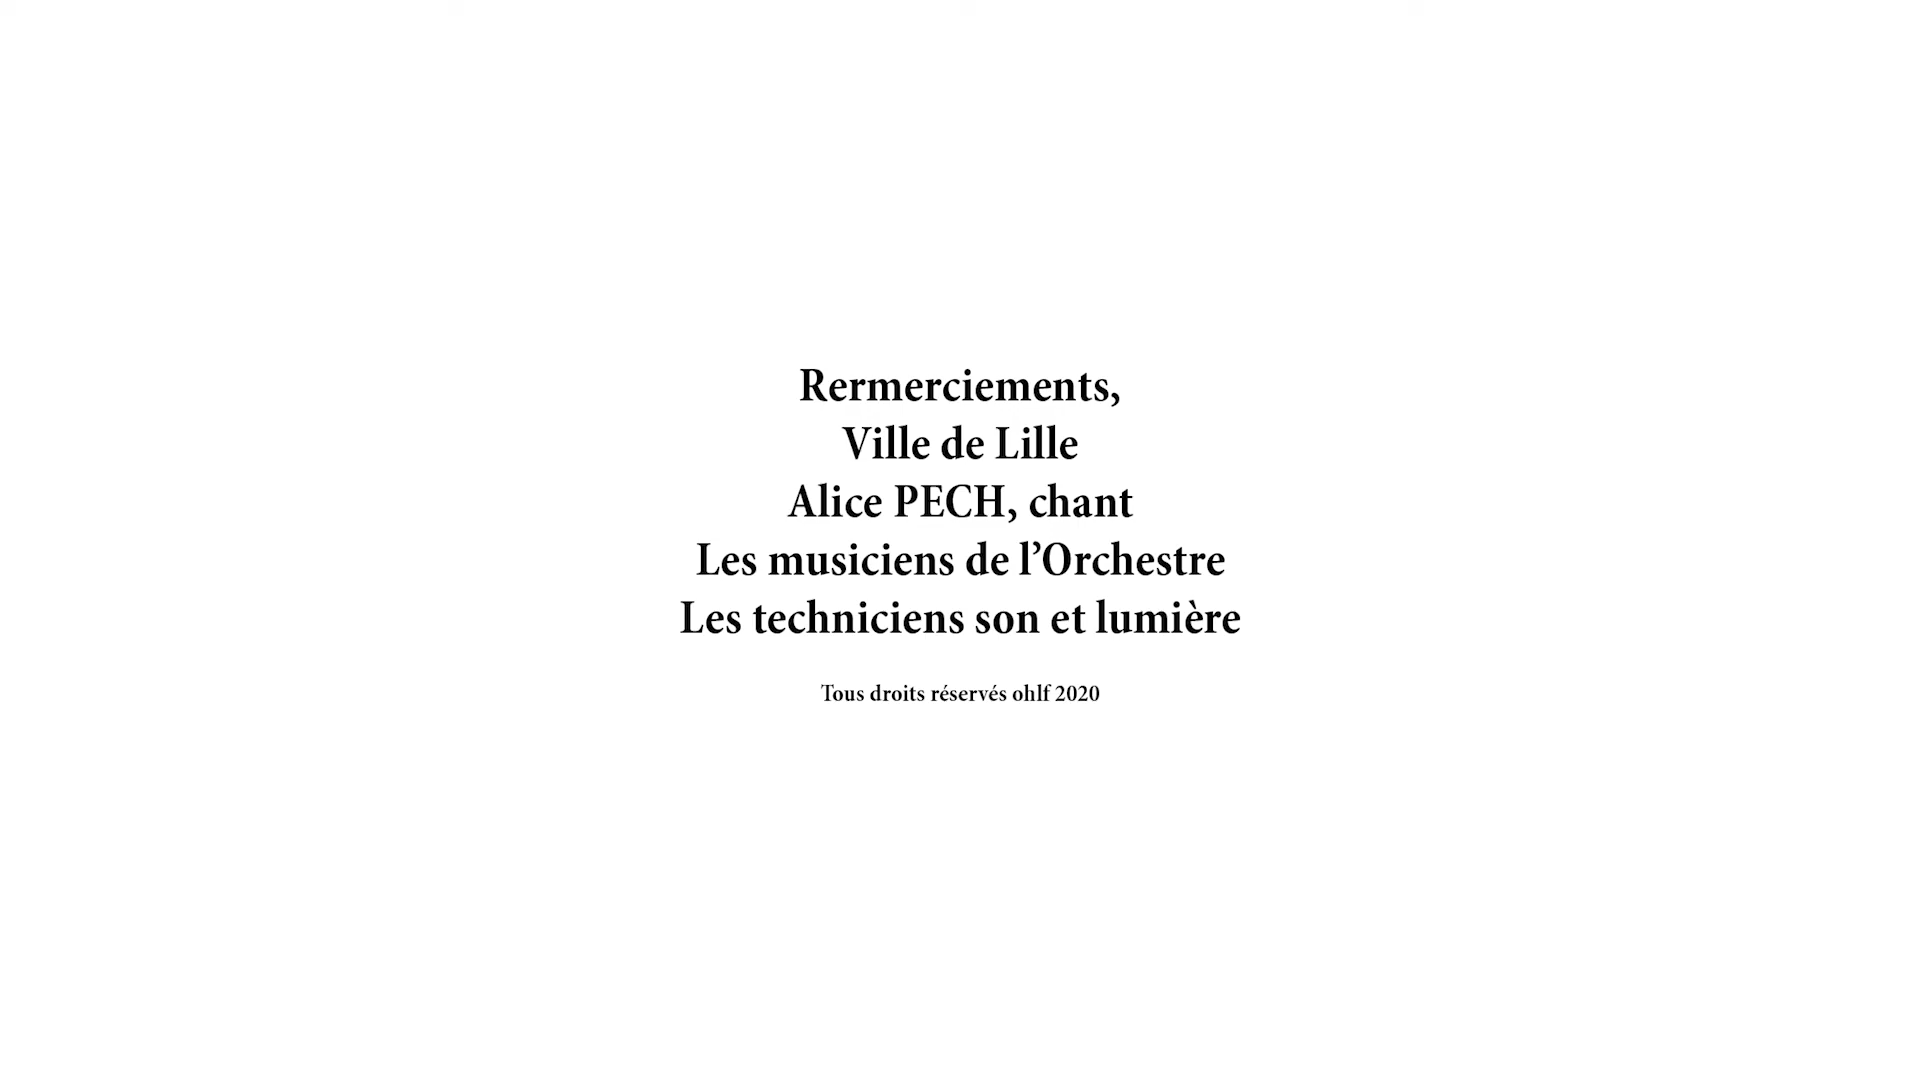 Rermerciements,
Ville de Lille
Alice PECH, chant
Les musiciens de l’Orchestre
Les techniciens son et lumière
Tous droits réservés ohlf 2020